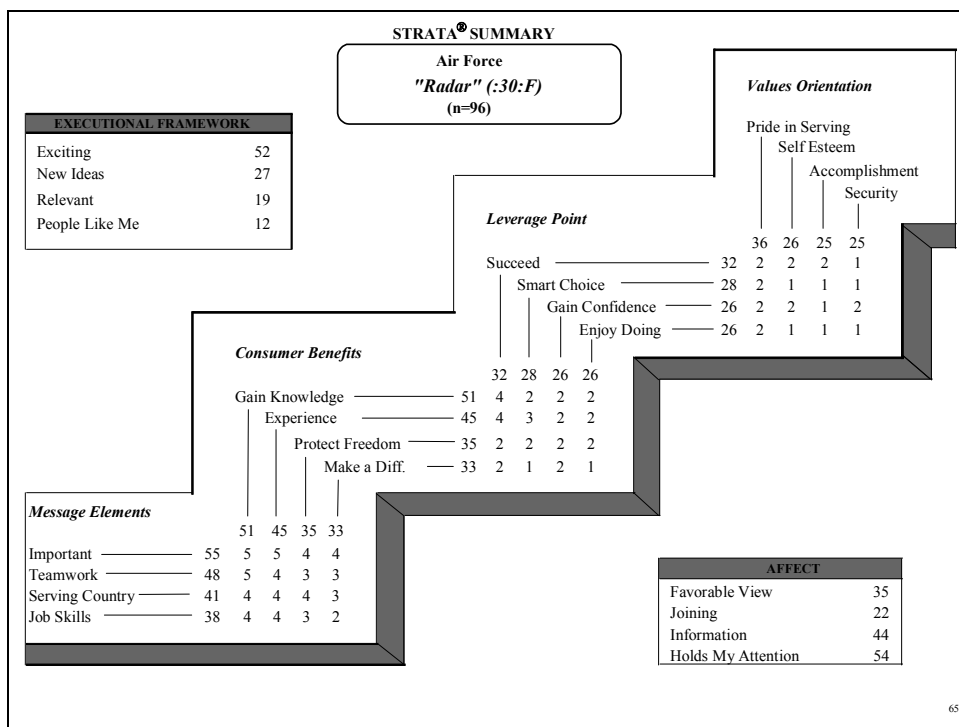 STRATA® SUMMARY
Air Force
"Radar" (:30:F)
(n=96)
EXECUTIONAL FRAMEWORK
Exciting 52
New Ideas 27
Relevant 19
People Like Me 12
Values Orientation
Pride in Serving
Self Esteem
Accomplishment
Security
36 26 25 25
Leverage Point
Succeed 32 2 2 2 1
Smart Choice 28 2 1 1 1
Gain Confidence 26 2 2 1 2
Enjoy Doing 26 2 1 1 1
Consumer Benefits
32 28 26 26
Gain Knowledge 51 4 2 2 2
Experience 45 4 3 2 2
Protect Freedom 35 2 2 2 2
Make a Diff. 33 2 1 2 1
Message Elements
51 45 35 33
Important 55 5 5 4 4
Teamwork 48 5 4 3 3
Serving Country 41 4 4 4 3
Job Skills 38 4 4 3 2
AFFECT
Favorable View 35
Joining 22
Information 44
Holds My Attention 54
65